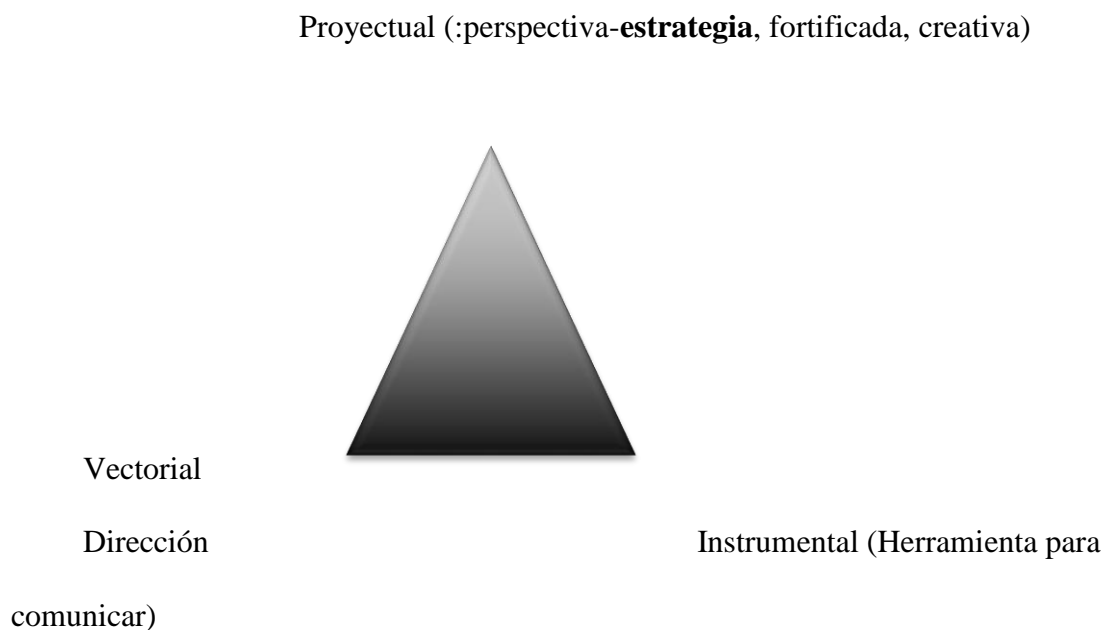 Proyectual (:perspectiva-estrategia, fortificada, creativa)
Vectorial
Dirección Instrumental (Herramienta para
comunicar)